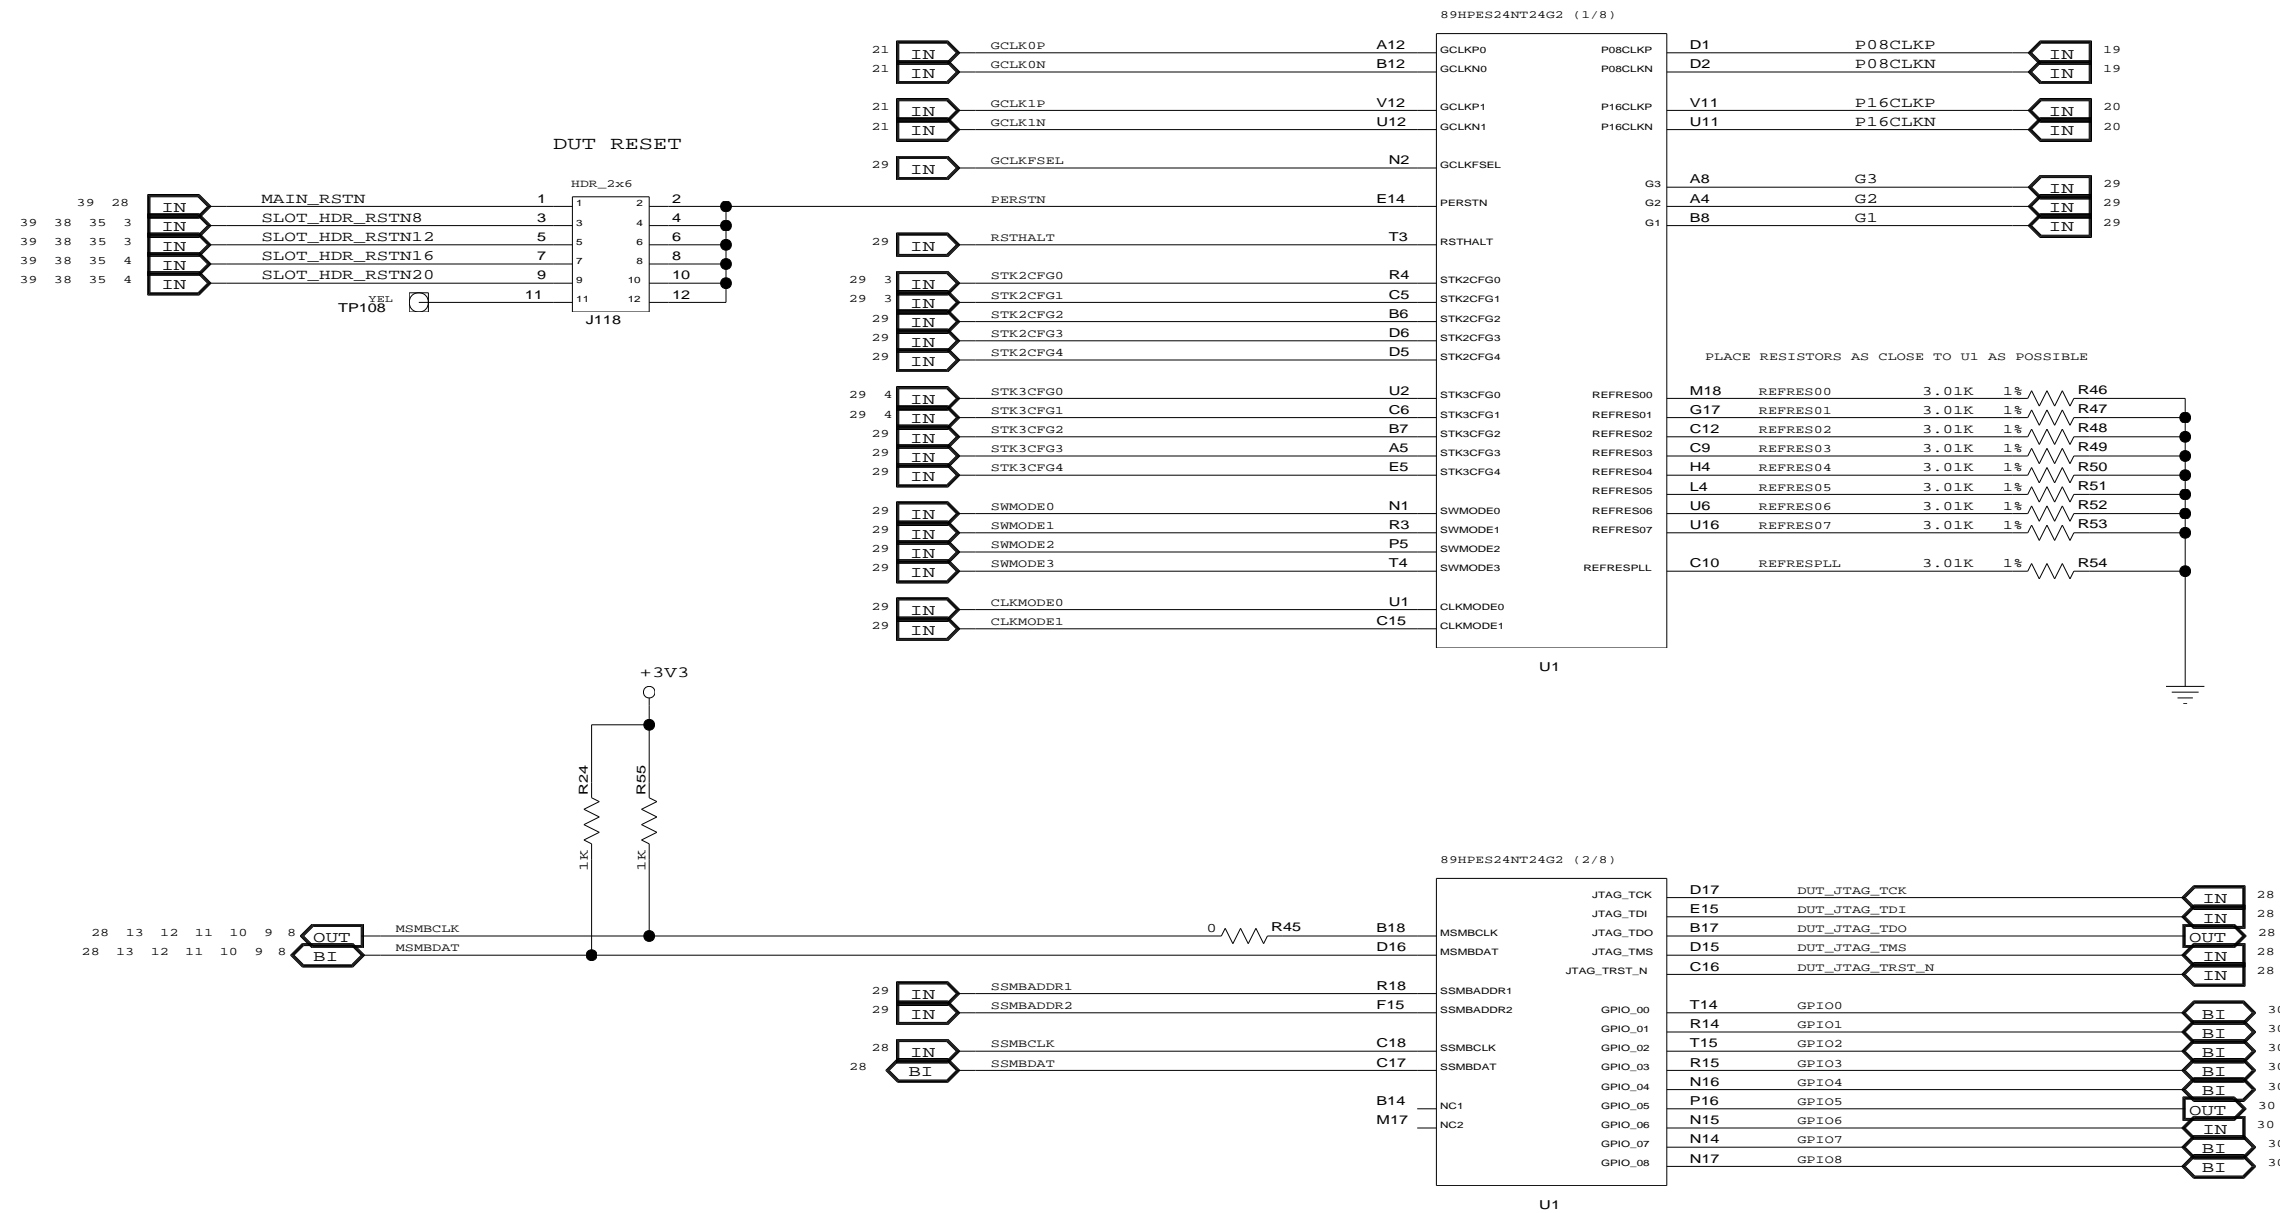 89HPES24NT24G2 (1/8)
21 IN GCLK0P A12 GCLKP0 P08CLKP D1 P08CLKP IN 19
21 IN GCLK0N B12 GCLKN0 P08CLKN D2 P08CLKN IN 19
21 IN GCLK1P V12 GCLKP1 P16CLKP V11 P16CLKP IN 20
21 IN GCLK1N U12 GCLKN1 P16CLKN U11 P16CLKN IN 20
DUT RESET
29 IN GCLKFSEL N2 GCLKFSEL
HDR_2x6
G3 A8 G3 IN 29
39 28 IN MAIN_RSTN 1 1 2 2 PERSTN E14 PERSTN G2 A4 G2 IN 29
39 38 35 3 IN SLOT_HDR_RSTN8 3 3 4 4 G1 B8 G1 IN 29
39 38 35 3 IN SLOT_HDR_RSTN12 5 5 6 6 29 IN RSTHALT T3 RSTHALT
39 38 35 4 IN SLOT_HDR_RSTN16 7 7 8 8
39 38 35 4 IN SLOT_HDR_RSTN20 9 9 10 10 29 3 IN STK2CFG0 R4 STK2CFG0
TP108 YEL 11 11 12 12 29 3 IN STK2CFG1 C5 STK2CFG1
J118
29 IN STK2CFG2 B6 STK2CFG2
29 IN STK2CFG3 D6 STK2CFG3
29 IN STK2CFG4 D5 STK2CFG4
PLACE RESISTORS AS CLOSE TO U1 AS POSSIBLE
29 4 IN STK3CFG0 U2 STK3CFG0 REFRES00 M18 REFRES00 3.01K 1% R46
29 4 IN STK3CFG1 C6 STK3CFG1 REFRES01 G17 REFRES01 3.01K 1% R47
29 IN STK3CFG2 B7 STK3CFG2 REFRES02 C12 REFRES02 3.01K 1% R48
29 IN STK3CFG3 A5 STK3CFG3 REFRES03 C9 REFRES03 3.01K 1% R49
29 IN STK3CFG4 E5 STK3CFG4 REFRES04 H4 REFRES04 3.01K 1% R50
REFRES05 L4 REFRES05 3.01K 1% R51
29 IN SWMODE0 N1 SWMODE0 REFRES06 U6 REFRES06 3.01K 1% R52
29 IN SWMODE1 R3 SWMODE1 REFRES07 U16 REFRES07 3.01K 1% R53
29 IN SWMODE2 P5 SWMODE2
29 IN SWMODE3 T4 SWMODE3 REFRESPLL C10 REFRESPLL 3.01K 1% R54
29 IN CLKMODE0 U1 CLKMODE0
29 IN CLKMODE1 C15 CLKMODE1
U1
+3V3
R24 R55
1K 1K
89HPES24NT24G2 (2/8)
JTAG_TCK D17 DUT_JTAG_TCK IN 28
JTAG_TDI E15 DUT_JTAG_TDI IN 28
28 13 12 11 10 9 8 OUT MSMBCLK 0 R45 B18 MSMBCLK JTAG_TDO B17 DUT_JTAG_TDO OUT 28
28 13 12 11 10 9 8 BI MSMBDAT D16 MSMBDAT JTAG_TMS D15 DUT_JTAG_TMS IN 28
JTAG_TRST_N C16 DUT_JTAG_TRST_N IN 28
29 IN SSMBADDR1 R18 SSMBADDR1
29 IN SSMBADDR2 F15 SSMBADDR2 GPIO_00 T14 GPIO0 BI 30
GPIO_01 R14 GPIO1 BI 30
28 IN SSMBCLK C18 SSMBCLK GPIO_02 T15 GPIO2 BI 30
28 BI SSMBDAT C17 SSMBDAT GPIO_03 R15 GPIO3 BI 30
GPIO_04 N16 GPIO4 BI 30
B14 NC1 GPIO_05 P16 GPIO5 OUT 30
M17 NC2 GPIO_06 N15 GPIO6 IN 30
GPIO_07 N14 GPIO7 BI 30
GPIO_08 N17 GPIO8 BI 30
U1